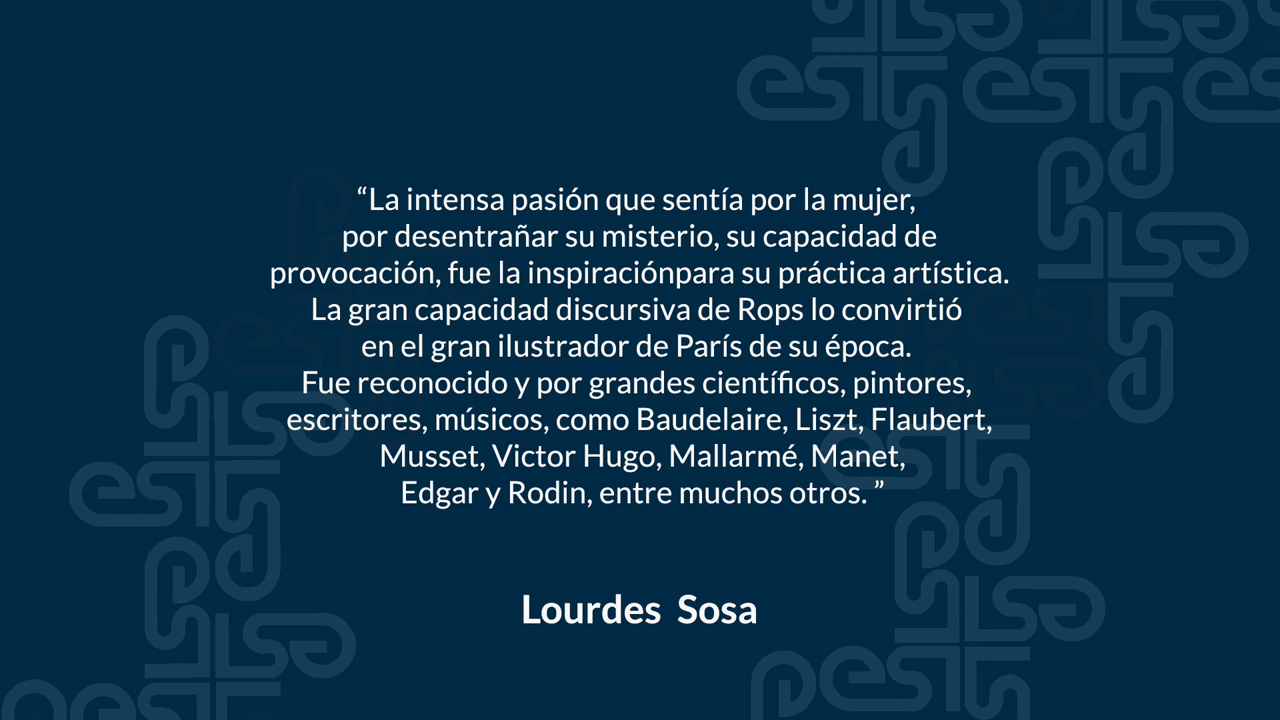 “La intensa pasión que sentía por la mujer,
por desentrañar su misterio, su capacidad de
provocación, fue la inspiraciónpara su práctica artística.
La gran capacidad discursiva de Rops lo convirtió
en el gran ilustrador de París de su época.
Fue reconocido y por grandes científicos, pintores,
escritores, músicos, como Baudelaire, Liszt, Flaubert,
Musset, Victor Hugo, Mallarmé, Manet,
Edgar y Rodin, entre muchos otros. ”
Lourdes Sosa